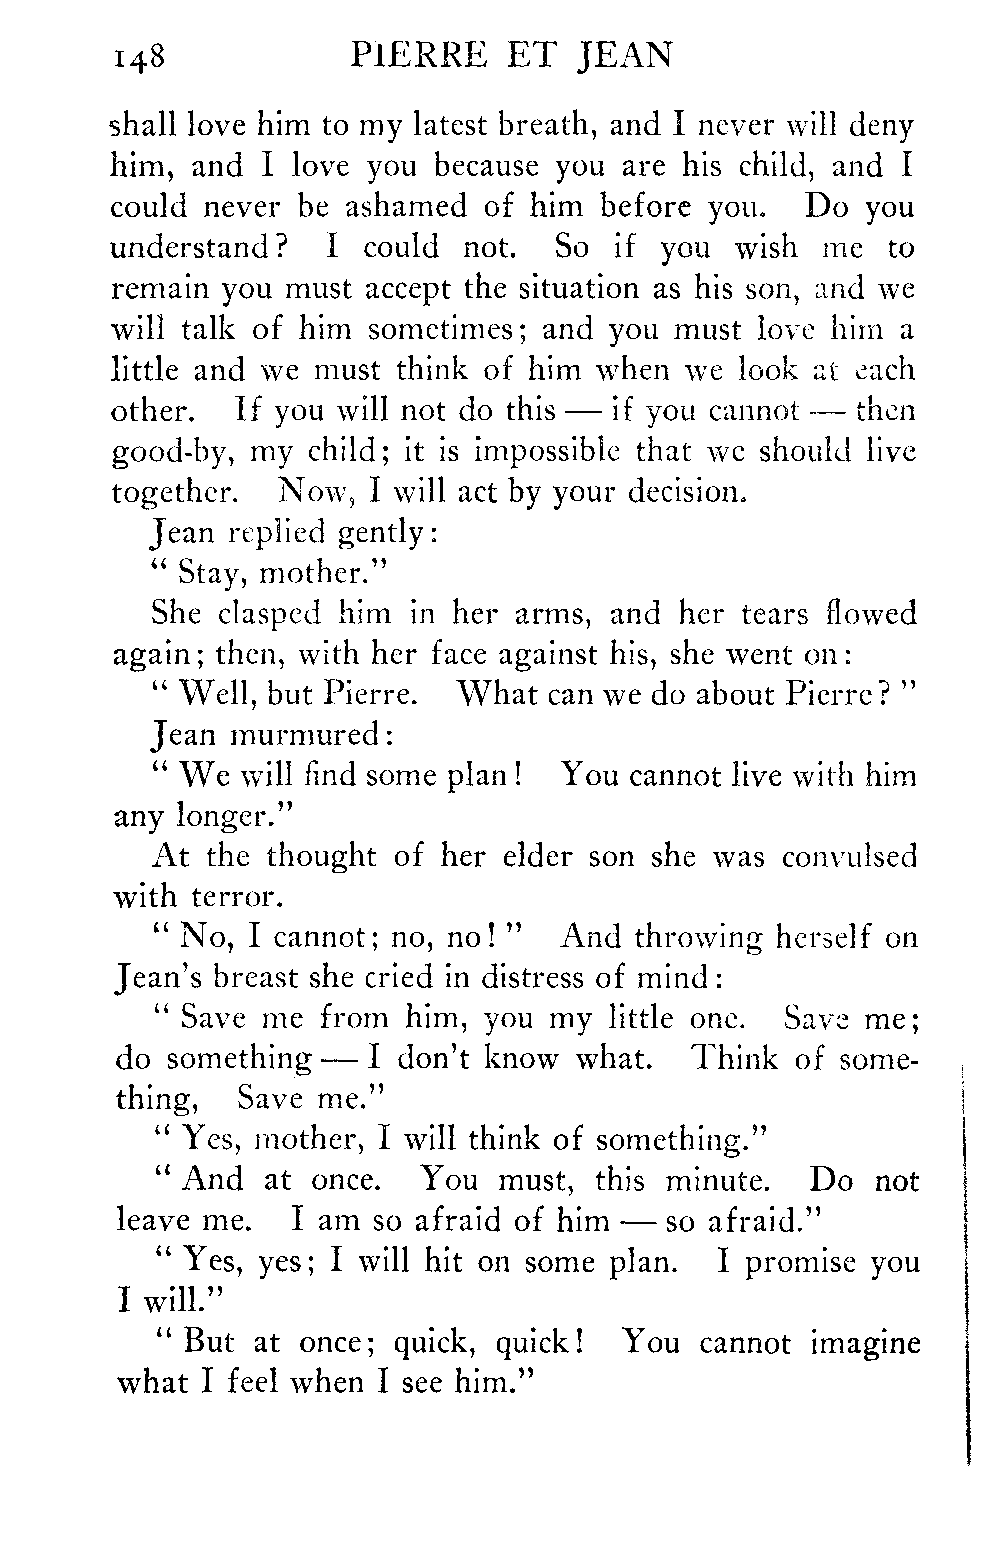 148 PIERRE ET JEAN
shall love him to my latest breath, and I never will deny
him, and I love you because you are his child, and I
could never be ashamed of him before you. Do you
understand? I could not. So if you wish me to
remain you must accept the situation as his son, and we
will talk of him sometimes; and you must love him a
little and we must think of him when we look at each
other. If you will not do this — if you cannot — then
good-by, my child; it is impossible that we should live
together. Now, I will act by your decision.
Jean replied gently:
" Stay, mother."
She clasped him in her arms, and her tears flowed
again; then, with her face against his, she went on:
" Well, but Pierre. What can we do about Pierre? "
Jean murmured:
" We will find some plan! You cannot live with him
any longer."
At the thought of her elder son she was convulsed
with terror.
" No, I cannot; no, no! " And throwing herself on
Jean's breast she cried in distress of mind:
" Save me from him, you my little one. Save me;
do something — I don't know what. Think of some-
thing, Save me."
" Yes, mother, I will think of something."
" And at once. You must, this minute. Do not
leave me. I am so afraid of him — so afraid."
" Yes, yes; I will hit on some plan. I promise you
I will."
" But at once; quick, quick! You cannot imagine
what I feel when I see him."